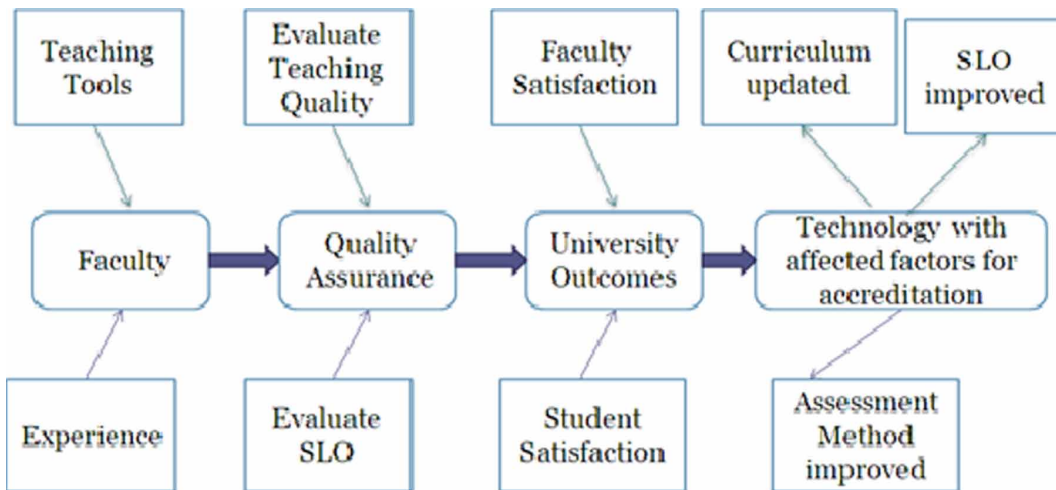 Teaching
Tools
Evaluate
Teaching
Quality
Faculty
Satisfaction
Curriculum
updated
SLO
improved
Faculty
Quality
Assurance
University
Outcomes
Technology with
affected factors for
accreditation
Experience
Evaluate
SLO
Student
Satisfaction
Assessment
Method
improved